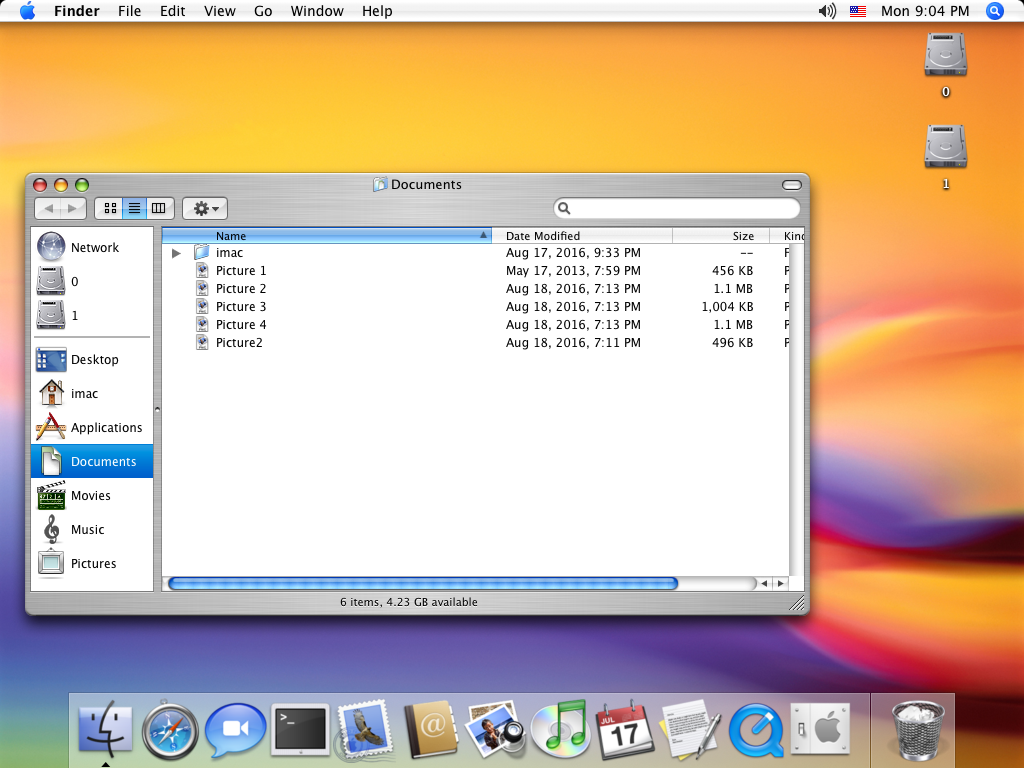 Finder File Edit View Go Window Help Mon 9:04 PM
0
1
Documents
Network
0
1
Desktop
imac
Applications
Documents
Movies
Music
Pictures
Name Date Modified Size Kind
imac Aug 17, 2016, 9:33 PM -- F
Picture 1 May 17, 2013, 7:59 PM 456 KB
Picture 2 Aug 18, 2016, 7:13 PM 1.1 MB
Picture 3 Aug 18, 2016, 7:13 PM 1,004 KB
Picture 4 Aug 18, 2016, 7:13 PM 1.1 MB
Picture2 Aug 18, 2016, 7:11 PM 496 KB
6 items, 4.23 GB available
>_
@
JUL
17